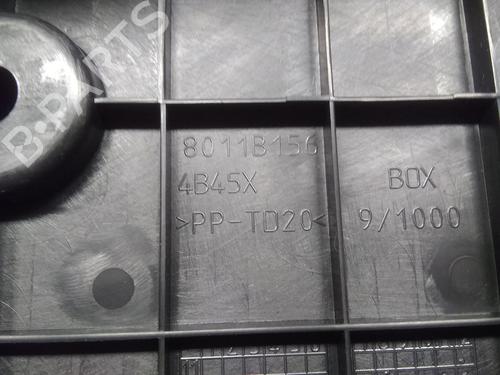 B-PARTS
8011B156
4B45X
>PP-TD20<
BOX
9/1000